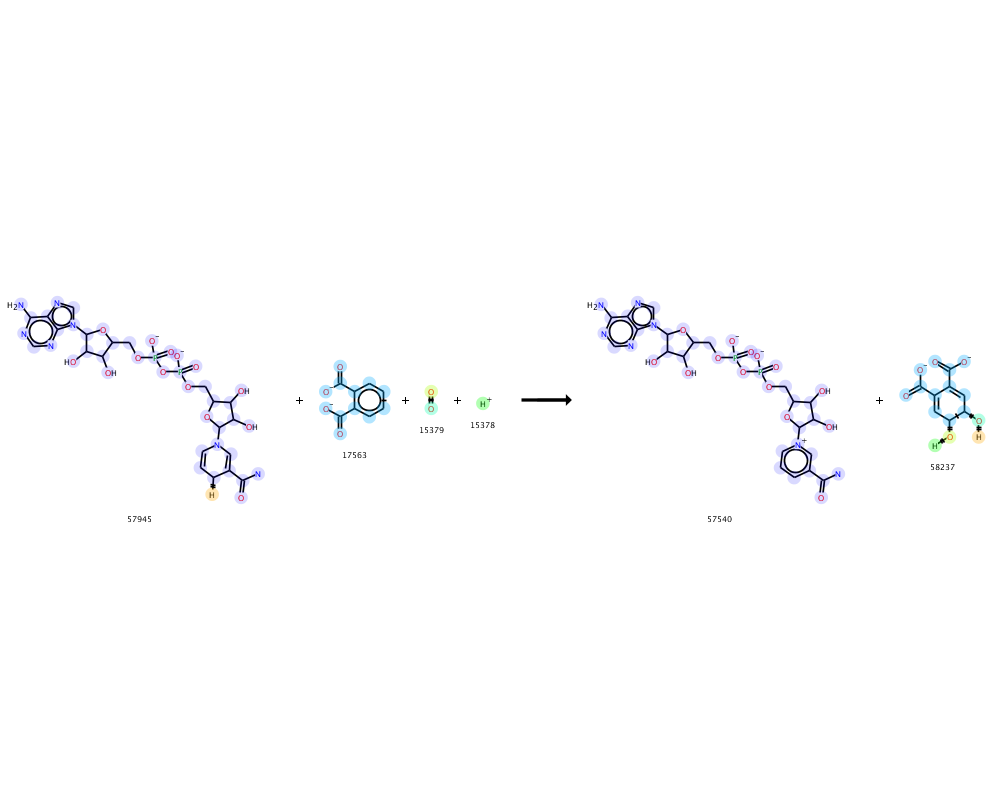 H₂N N N N N O HO OH O O⁻ P O O O⁻ P O O O OH OH N O N H
+
O O⁻ O⁻ O
+
O O
+
H⁺
H₂N N N N N O HO OH O O⁻ P O O O⁻ P O O O OH OH N⁺ O N
+
O⁻ O O O⁻ O O H H
17563
15379
15378
58237
57945
57540